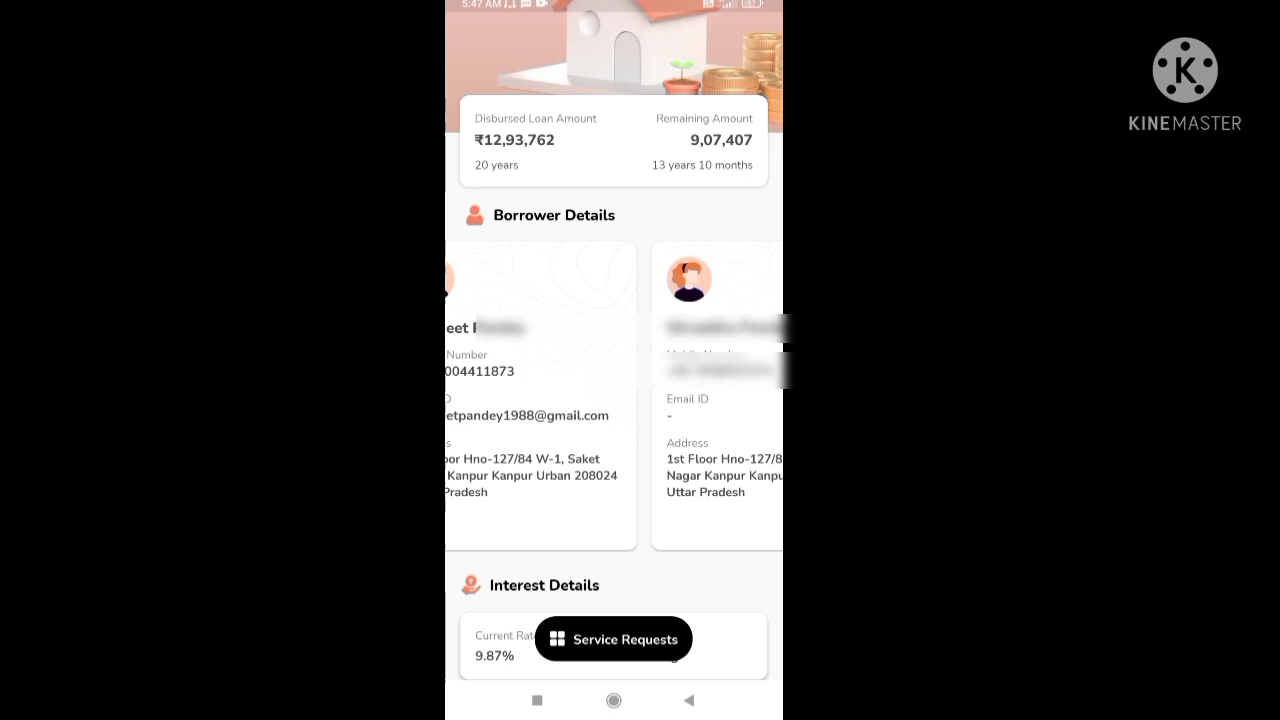 5:47 AM
KINEMASTER
Disbursed Loan Amount
Remaining Amount
₹12,93,762
9,07,407
20 years
13 years 10 months
Borrower Details
eet
Number
004411873
etpandey1988@gmail.com
oor Hno-127/84 W-1, Saket
Kanpur Kanpur Urban 208024
Pradesh
Email ID
-
Address
1st Floor Hno-127/8
Nagar Kanpur Kanpu
Uttar Pradesh
Interest Details
Current Rat
9.87%
Service Requests